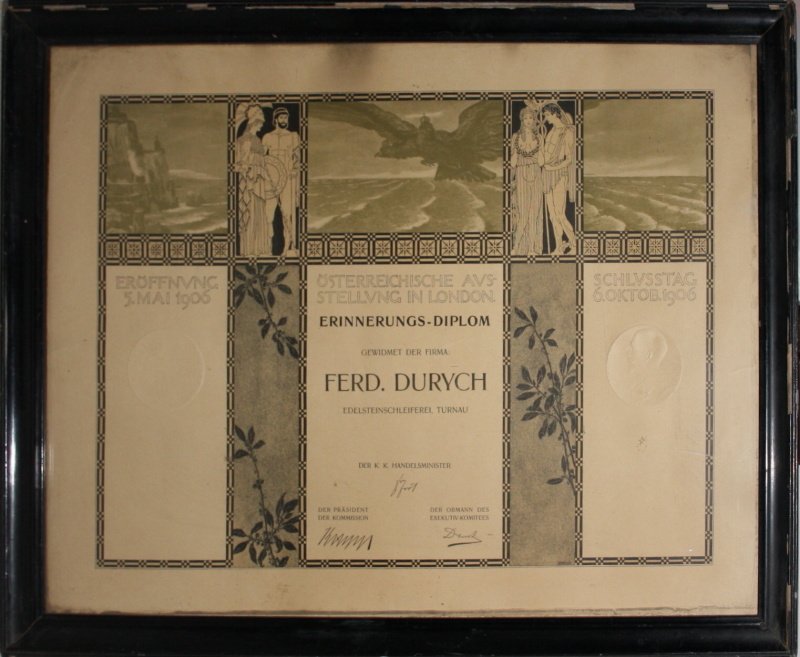 ERÖFFNVNG
5. MAI 1906
ÖSTERREICHISCHE AVS-
STELLVNG IN LONDON
ERINNERUNGS-DIPLOM
GEWIDMET DER FIRMA:
FERD. DURYCH
EDELSTEINSCHLEIFEREI, TURNAU
DER K. K. HANDELSMINISTER
DER PRÄSIDENT
DER KOMMISSION
DER OBMANN DES
EXEKUTIV-KOMITEES
SCHLVSSTAG
6. OKTOB. 1906